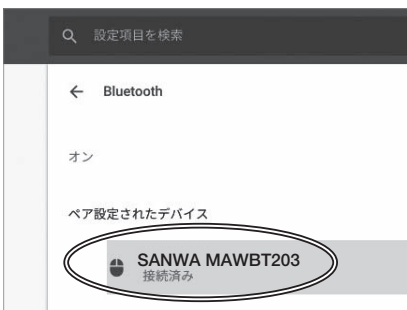 設定項目を検索
Bluetooth
オン
ペア設定されたデバイス
SANWA MAWBT203
接続済み